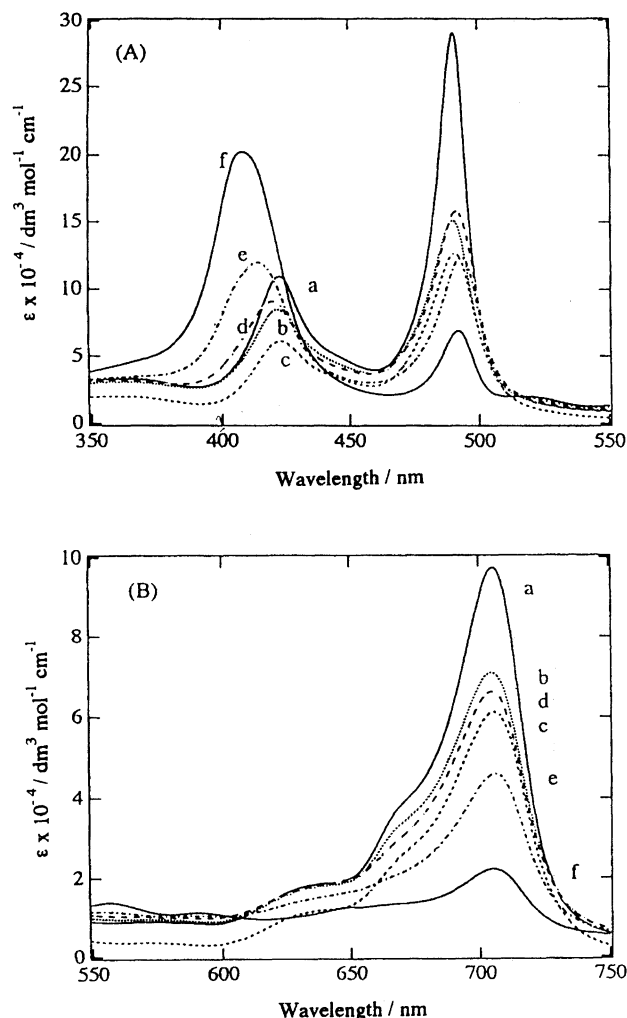 (A)
30
25
20
15
10
5
0
ε x 10⁻⁴ / dm³ mol⁻¹ cm⁻¹
f
e
a
d
b
c
350
400
450
500
550
Wavelength / nm
(B)
10
8
6
4
2
0
ε x 10⁻⁴ / dm³ mol⁻¹ cm⁻¹
a
b
d
c
e
f
550
600
650
700
750
Wavelength / nm